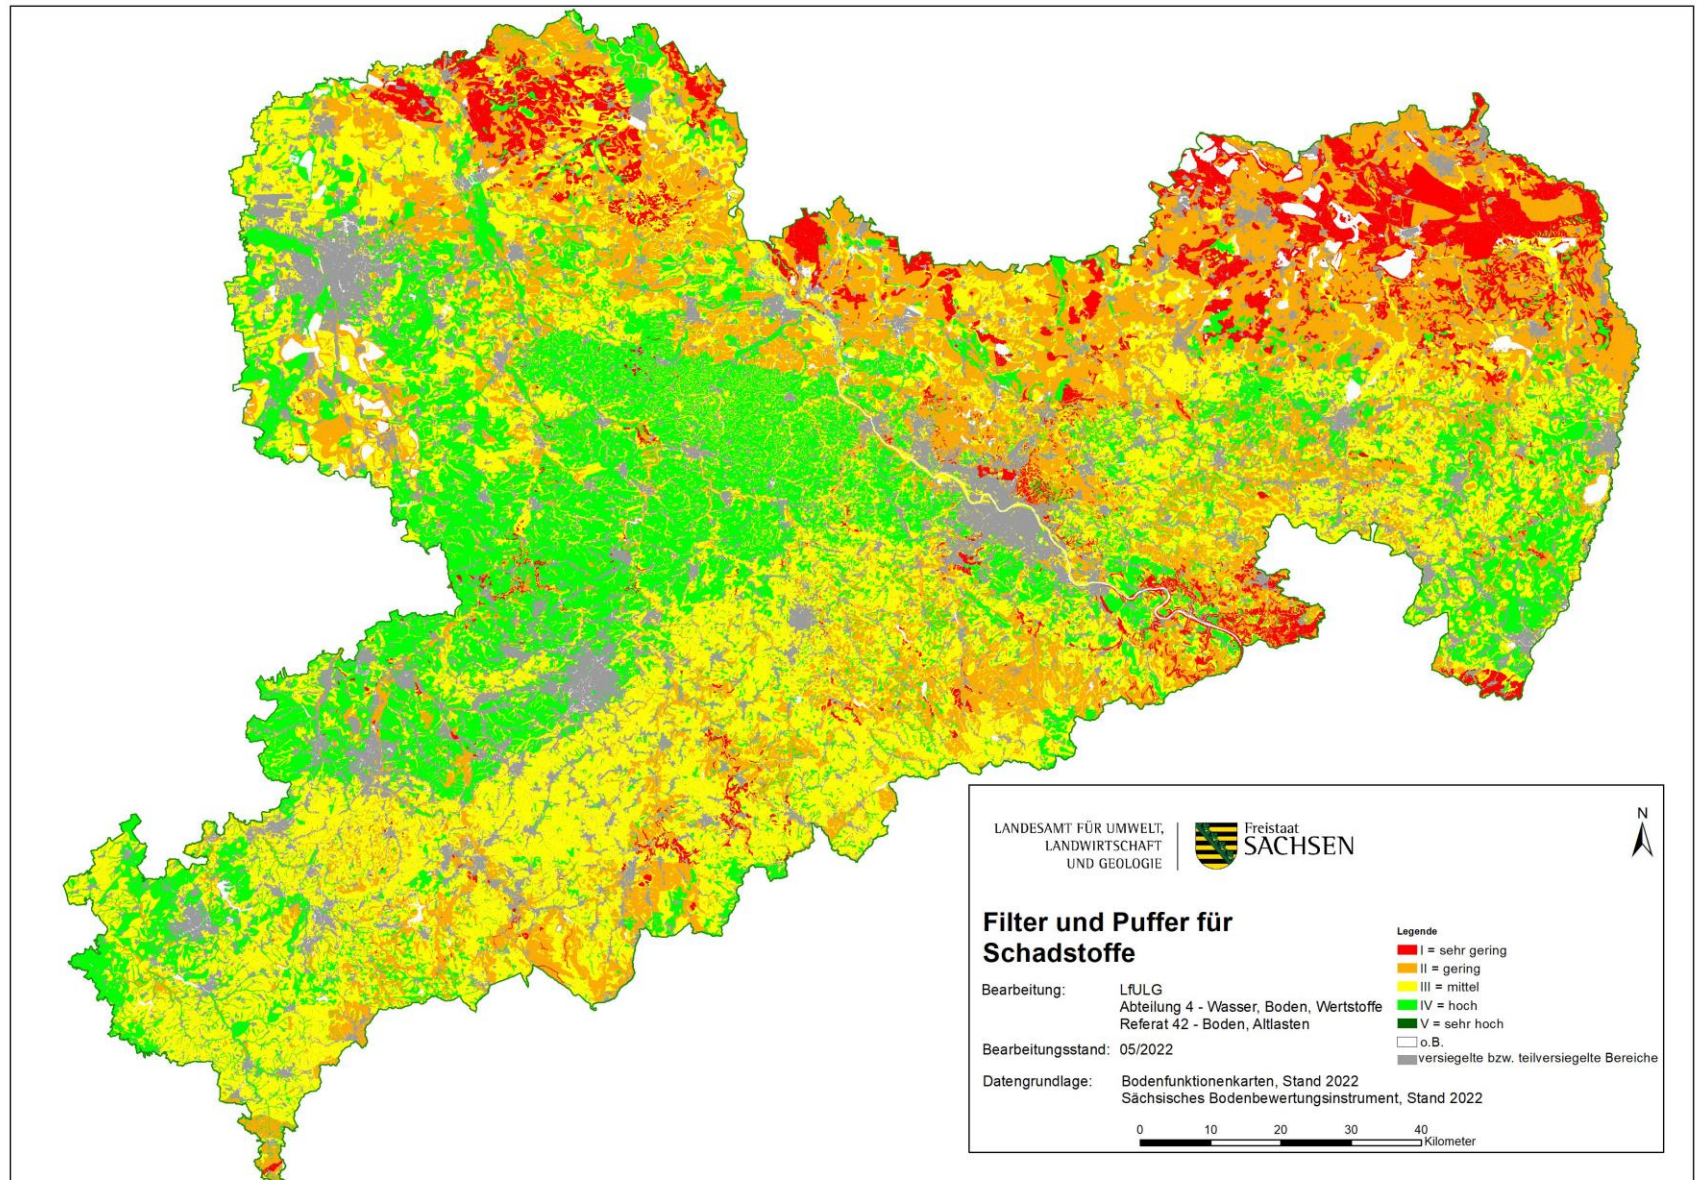 LANDESAMT FÜR UMWELT,
LANDWIRTSCHAFT
UND GEOLOGIE
Freistaat
SACHSEN
N
Filter und Puffer für
Schadstoffe
Bearbeitung: LfULG
Abteilung 4 - Wasser, Boden, Wertstoffe
Referat 42 - Boden, Altlasten
Bearbeitungsstand: 05/2022
Datengrundlage: Bodenfunktionenkarten, Stand 2022
Sächsisches Bodenbewertungsinstrument, Stand 2022
Legende
I = sehr gering
II = gering
III = mittel
IV = hoch
V = sehr hoch
o.B.
versiegelte bzw. teilversiegelte Bereiche
0 10 20 30 40
Kilometer